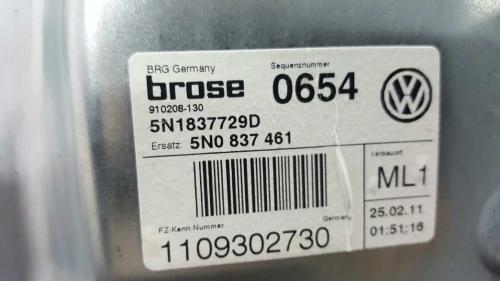 BRG Germany
Sequenznummer
brose 0654
910208-130
5N1837729D
Ersatz: 5N0 837 461
Verbauort
ML1
FZ-Kenn-Nummer
Germany
25.02.11
1109302730
01:51:16